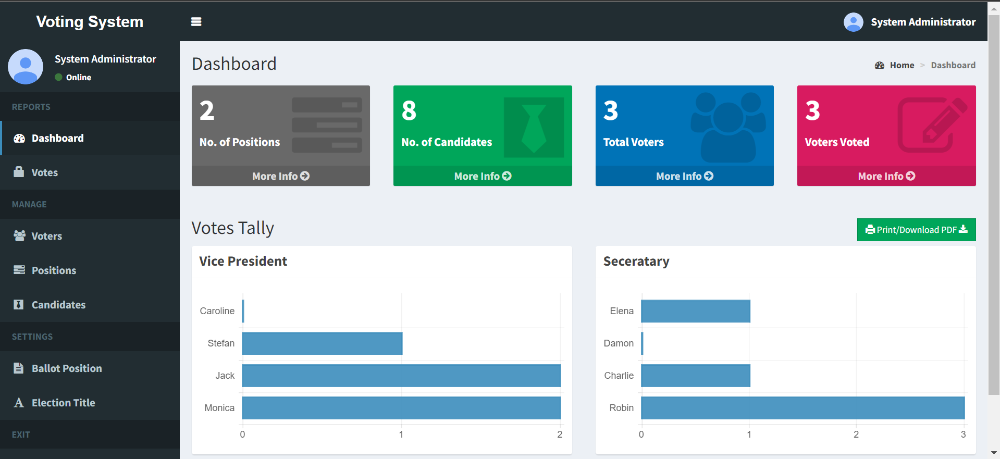 Voting System
System Administrator
System Administrator
Online
REPORTS
Dashboard
Votes
MANAGE
Voters
Positions
Candidates
SETTINGS
Ballot Position
Election Title
EXIT
Dashboard
Home > Dashboard
2
No. of Positions
More Info
8
No. of Candidates
More Info
3
Total Voters
More Info
3
Voters Voted
More Info
Votes Tally
Print/Download PDF
Vice President
Caroline
Stefan
Jack
Monica
0 1 2
Seceratary
Elena
Damon
Charlie
Robin
0 1 2 3